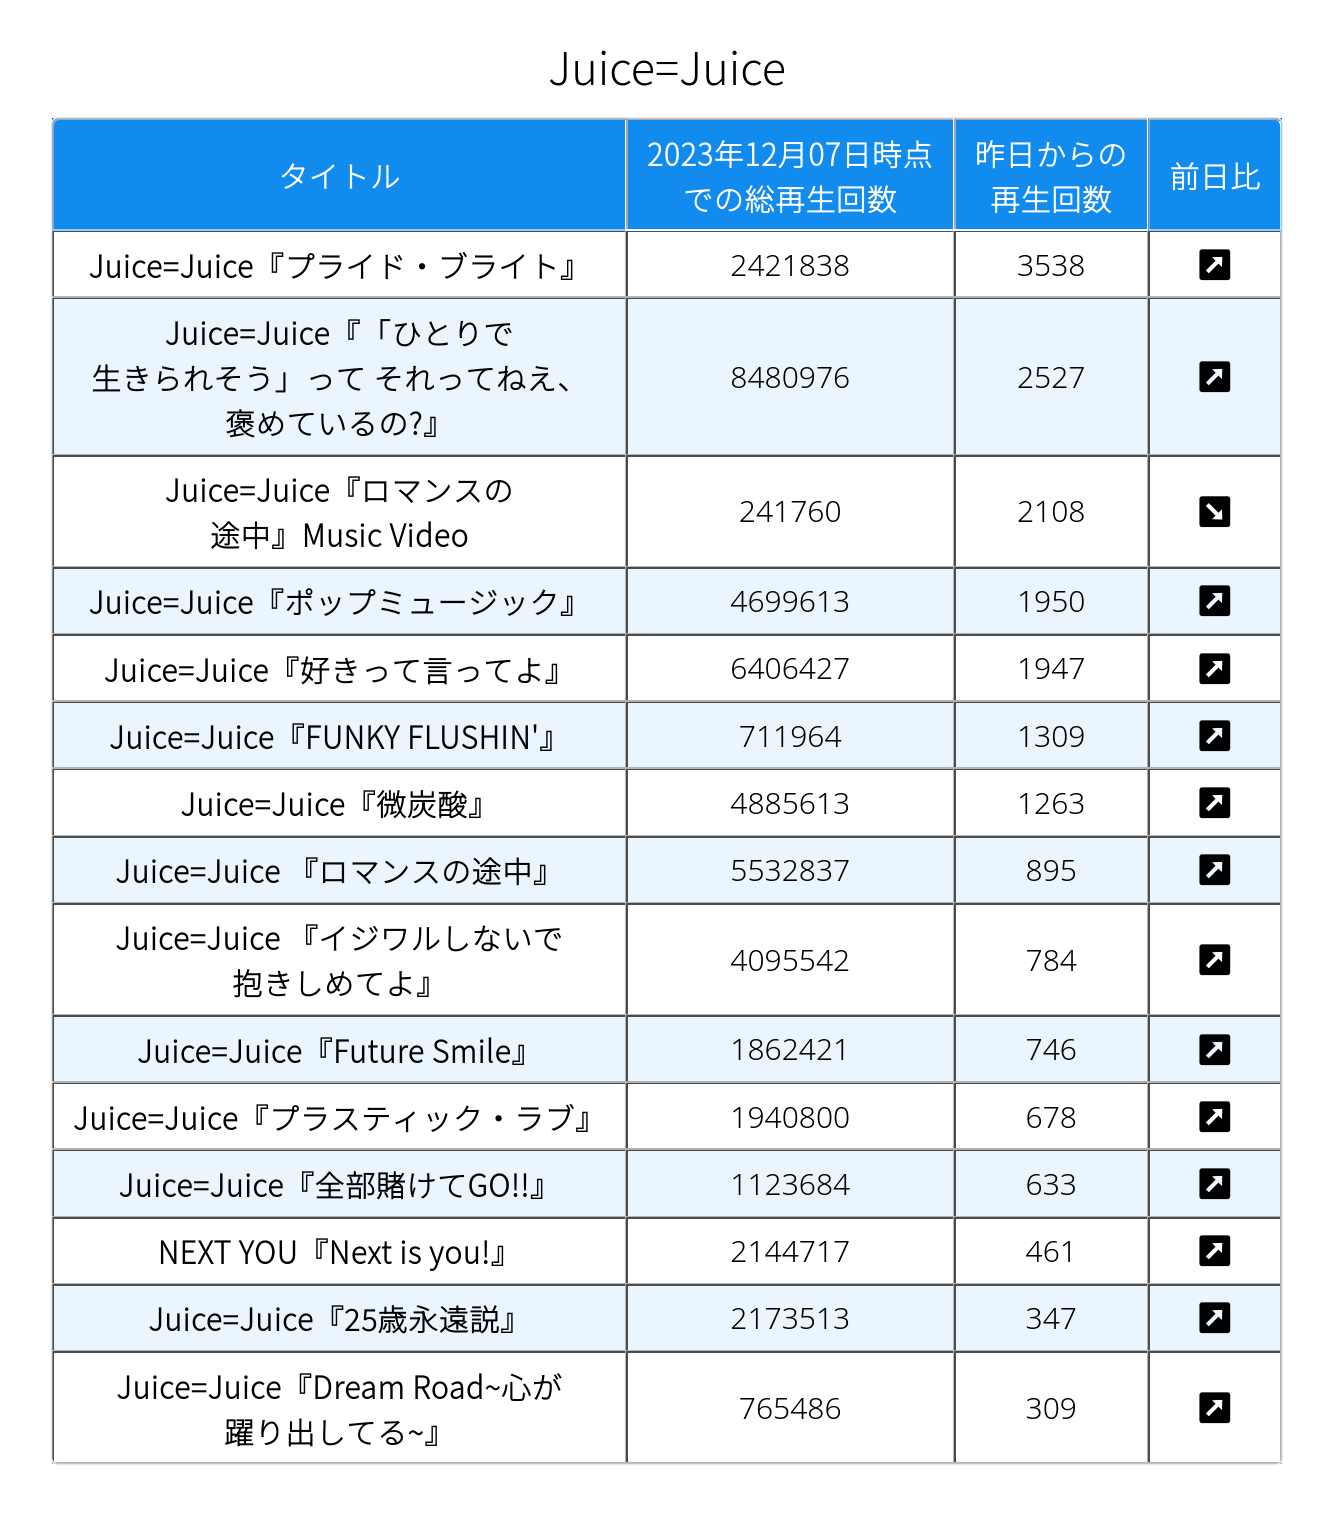 Juice=Juice
タイトル
2023年12月07日時点
での総再生回数
昨日からの
再生回数
前日比
Juice=Juice『プライド・ブライト』
2421838
3538
Juice=Juice『「ひとりで
生きられそう」って それってねえ、
褒めているの?』
8480976
2527
Juice=Juice『ロマンスの
途中』Music Video
241760
2108
Juice=Juice『ポップミュージック』
4699613
1950
Juice=Juice『好きって言ってよ』
6406427
1947
Juice=Juice『FUNKY FLUSHIN'』
711964
1309
Juice=Juice『微炭酸』
4885613
1263
Juice=Juice 『ロマンスの途中』
5532837
895
Juice=Juice 『イジワルしないで
抱きしめてよ』
4095542
784
Juice=Juice『Future Smile』
1862421
746
Juice=Juice『プラスティック・ラブ』
1940800
678
Juice=Juice『全部賭けてGO!!』
1123684
633
NEXT YOU『Next is you!』
2144717
461
Juice=Juice『25歳永遠説』
2173513
347
Juice=Juice『Dream Road~心が
躍り出してる~』
765486
309